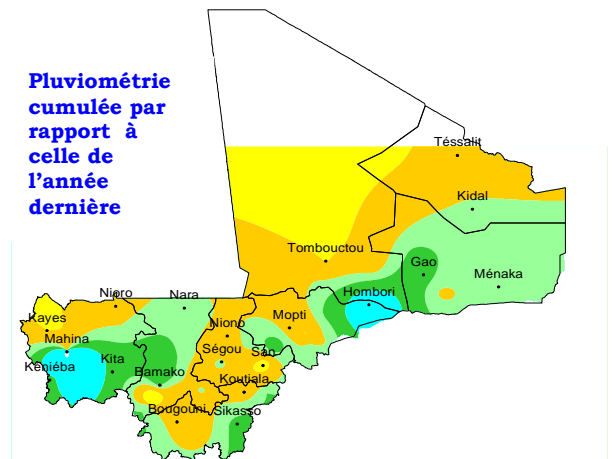 Pluviométrie
cumulée par
rapport à
celle de
l'année
dernière
Téssalit
Kidal
Tombouctou
Gao
Ménaka
Hombori
Nioro
Nara
Kayes
Niono
Mopti
Mahina
Ségou
San
Kéniéba
Kita
Bamako
Koutiala
Bougouni
Sikasso